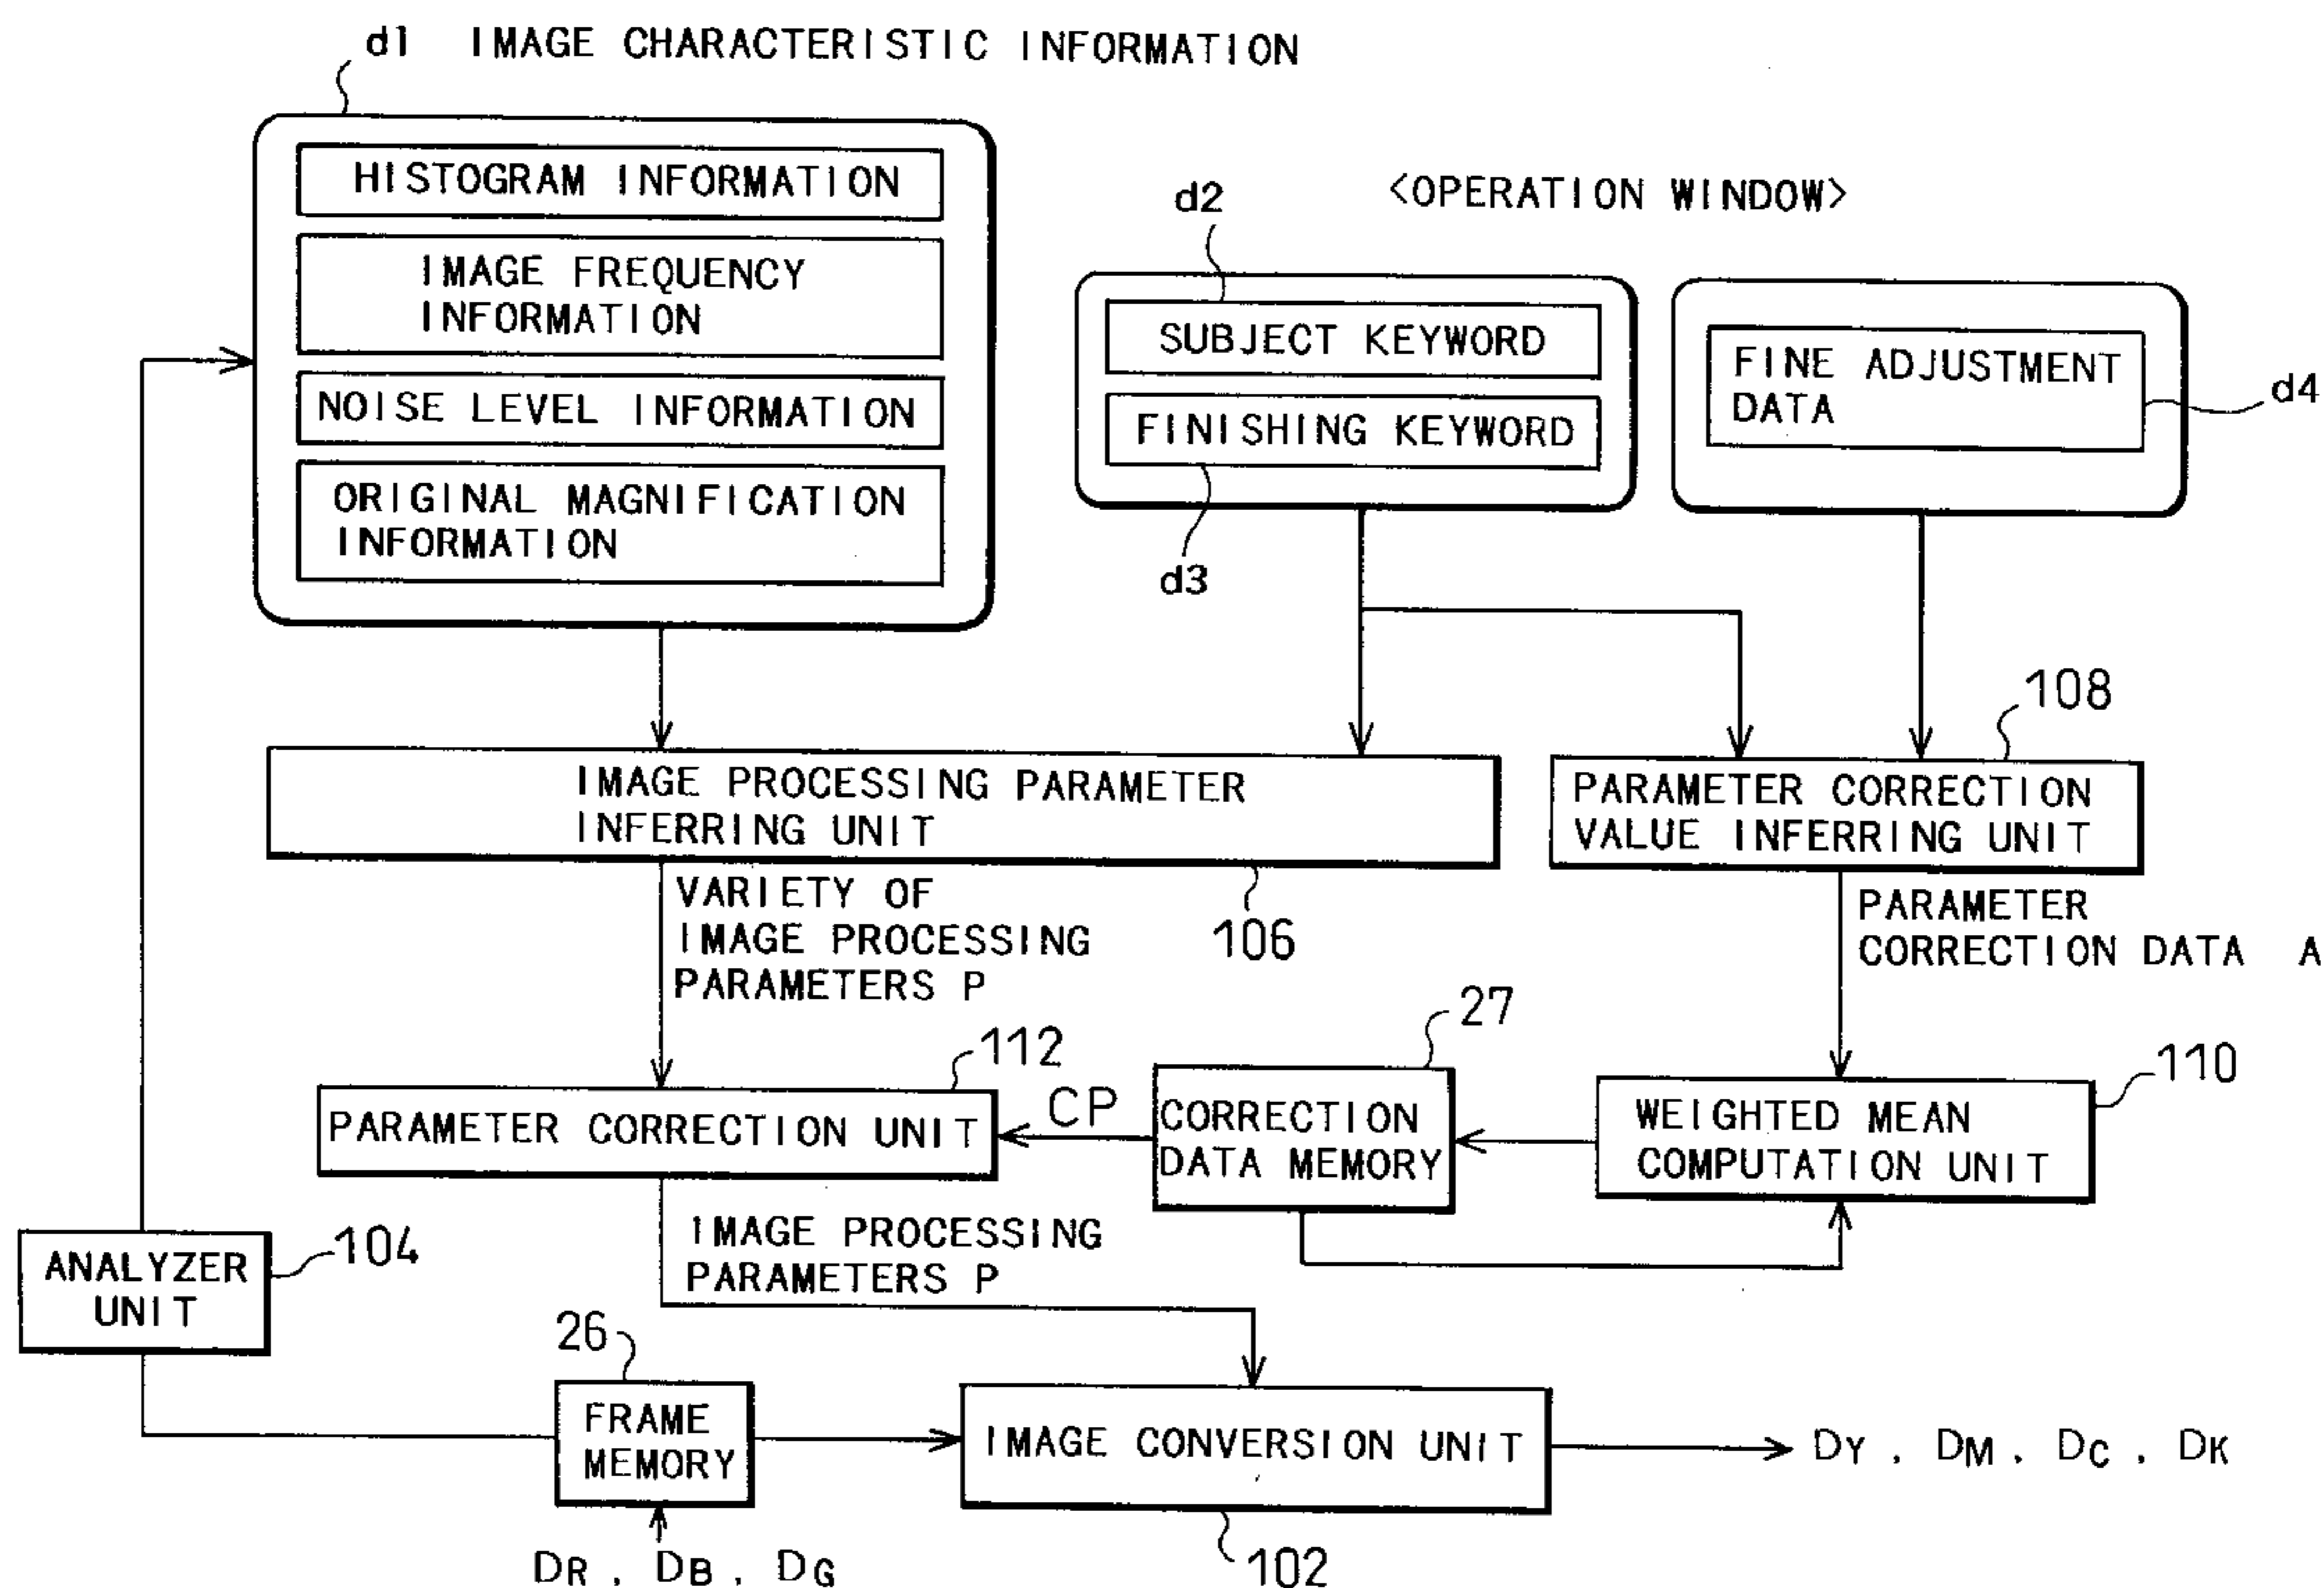 d1 IMAGE CHARACTERISTIC INFORMATION
HISTOGRAM INFORMATION
IMAGE FREQUENCY
INFORMATION
NOISE LEVEL INFORMATION
ORIGINAL MAGNIFICATION
INFORMATION
<OPERATION WINDOW>
d2
SUBJECT KEYWORD
FINISHING KEYWORD
d3
FINE ADJUSTMENT
DATA
d4
108
IMAGE PROCESSING PARAMETER
INFERRING UNIT
106
PARAMETER CORRECTION
VALUE INFERRING UNIT
VARIETY OF
IMAGE PROCESSING
PARAMETERS P
PARAMETER
CORRECTION DATA A
112
PARAMETER CORRECTION UNIT
CP
27
CORRECTION
DATA MEMORY
110
WEIGHTED MEAN
COMPUTATION UNIT
IMAGE PROCESSING
PARAMETERS P
104
ANALYZER
UNIT
26
FRAME
MEMORY
IMAGE CONVERSION UNIT
102
DY, DM, DC, DK
DR, DB, DG